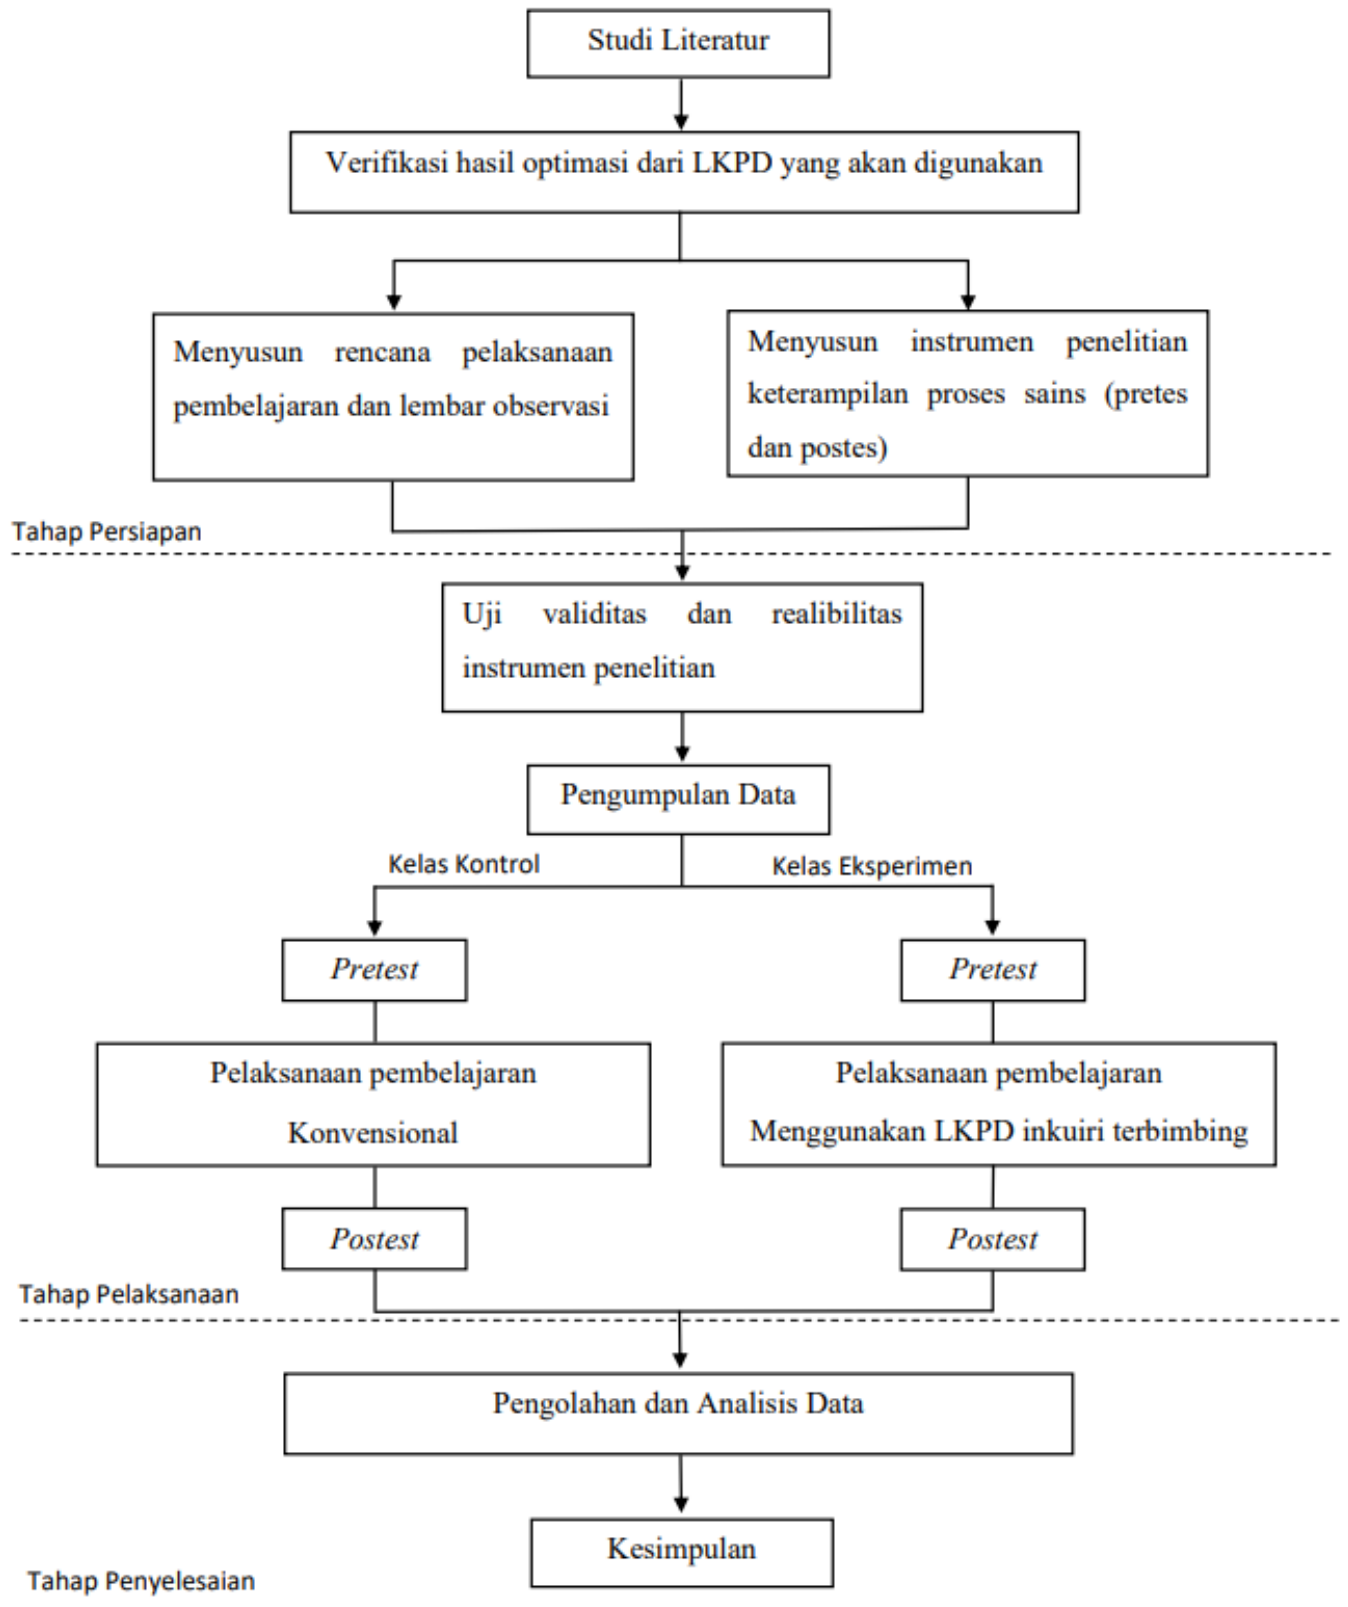 Studi Literatur
Verifikasi hasil optimasi dari LKPD yang akan digunakan
Menyusun rencana pelaksanaan
pembelajaran dan lembar observasi
Menyusun instrumen penelitian
keterampilan proses sains (pretes
dan postes)
Tahap Persiapan
Uji validitas dan realibilitas
instrumen penelitian
Pengumpulan Data
Kelas Kontrol
Kelas Eksperimen
Pretest
Pretest
Pelaksanaan pembelajaran
Konvensional
Pelaksanaan pembelajaran
Menggunakan LKPD inkuiri terbimbing
Postest
Postest
Tahap Pelaksanaan
Pengolahan dan Analisis Data
Kesimpulan
Tahap Penyelesaian